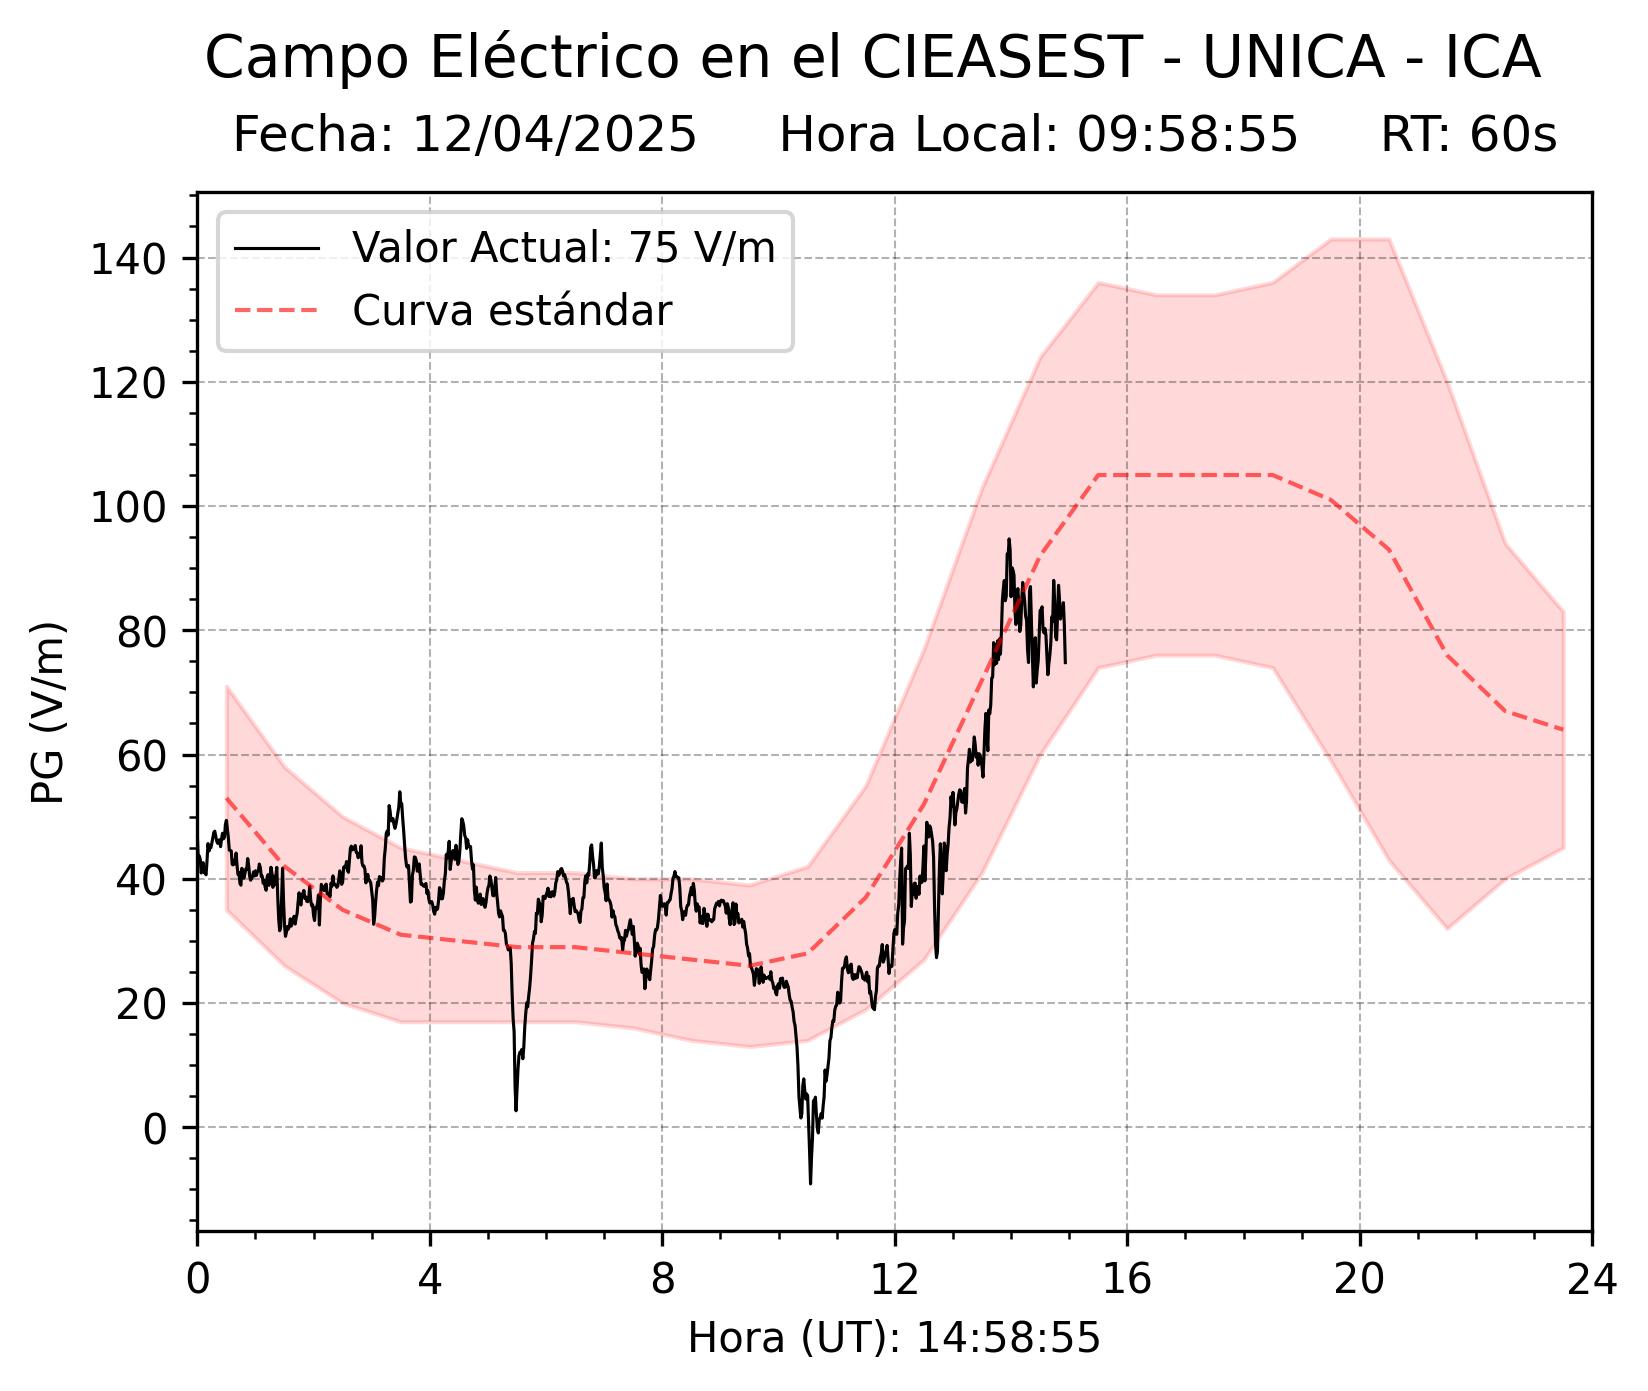 Campo Eléctrico en el CIEASEST - UNICA - ICA
Fecha: 12/04/2025 Hora Local: 09:58:55 RT: 60s
Valor Actual: 75 V/m
Curva estándar
140
120
100
80
60
40
20
0
PG (V/m)
0 4 8 12 16 20 24
Hora (UT): 14:58:55